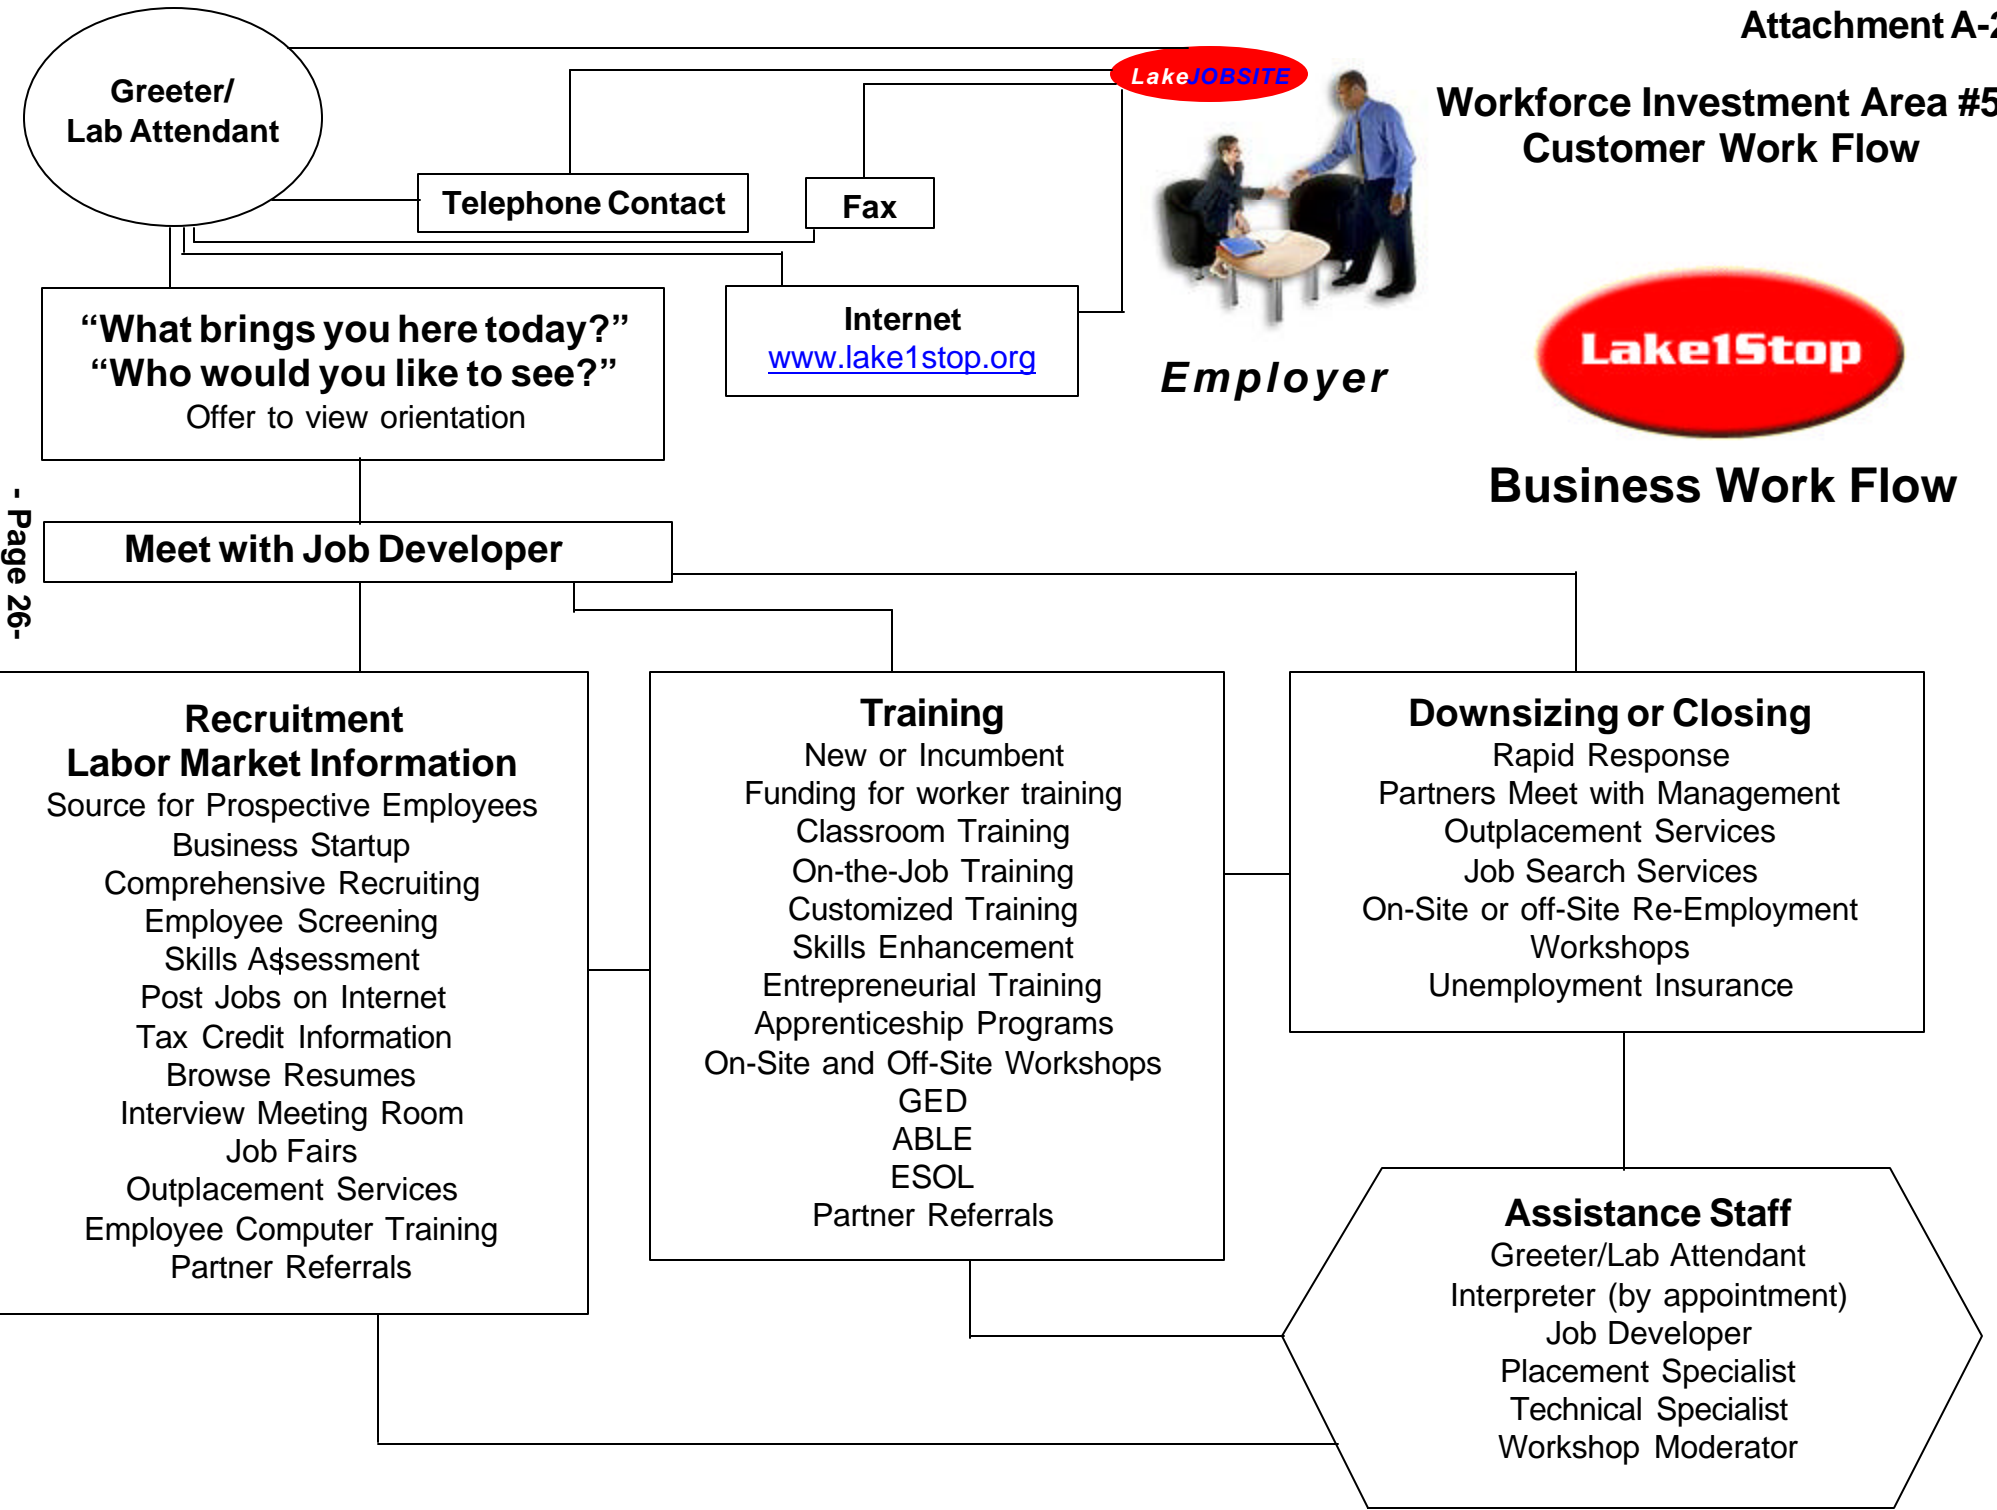 Attachment A-2
Greeter/
Lab Attendant
LakeJOBSITE
Workforce Investment Area #5
Customer Work Flow
Telephone Contact
Fax
“What brings you here today?”
“Who would you like to see?”
Offer to view orientation
Internet
www.lake1stop.org
Employer
Lake1Stop
Business Work Flow
- Page 26-
Meet with Job Developer
Recruitment
Labor Market Information
Source for Prospective Employees
Business Startup
Comprehensive Recruiting
Employee Screening
Skills Assessment
Post Jobs on Internet
Tax Credit Information
Browse Resumes
Interview Meeting Room
Job Fairs
Outplacement Services
Employee Computer Training
Partner Referrals
Training
New or Incumbent
Funding for worker training
Classroom Training
On-the-Job Training
Customized Training
Skills Enhancement
Entrepreneurial Training
Apprenticeship Programs
On-Site and Off-Site Workshops
GED
ABLE
ESOL
Partner Referrals
Downsizing or Closing
Rapid Response
Partners Meet with Management
Outplacement Services
Job Search Services
On-Site or off-Site Re-Employment
Workshops
Unemployment Insurance
Assistance Staff
Greeter/Lab Attendant
Interpreter (by appointment)
Job Developer
Placement Specialist
Technical Specialist
Workshop Moderator